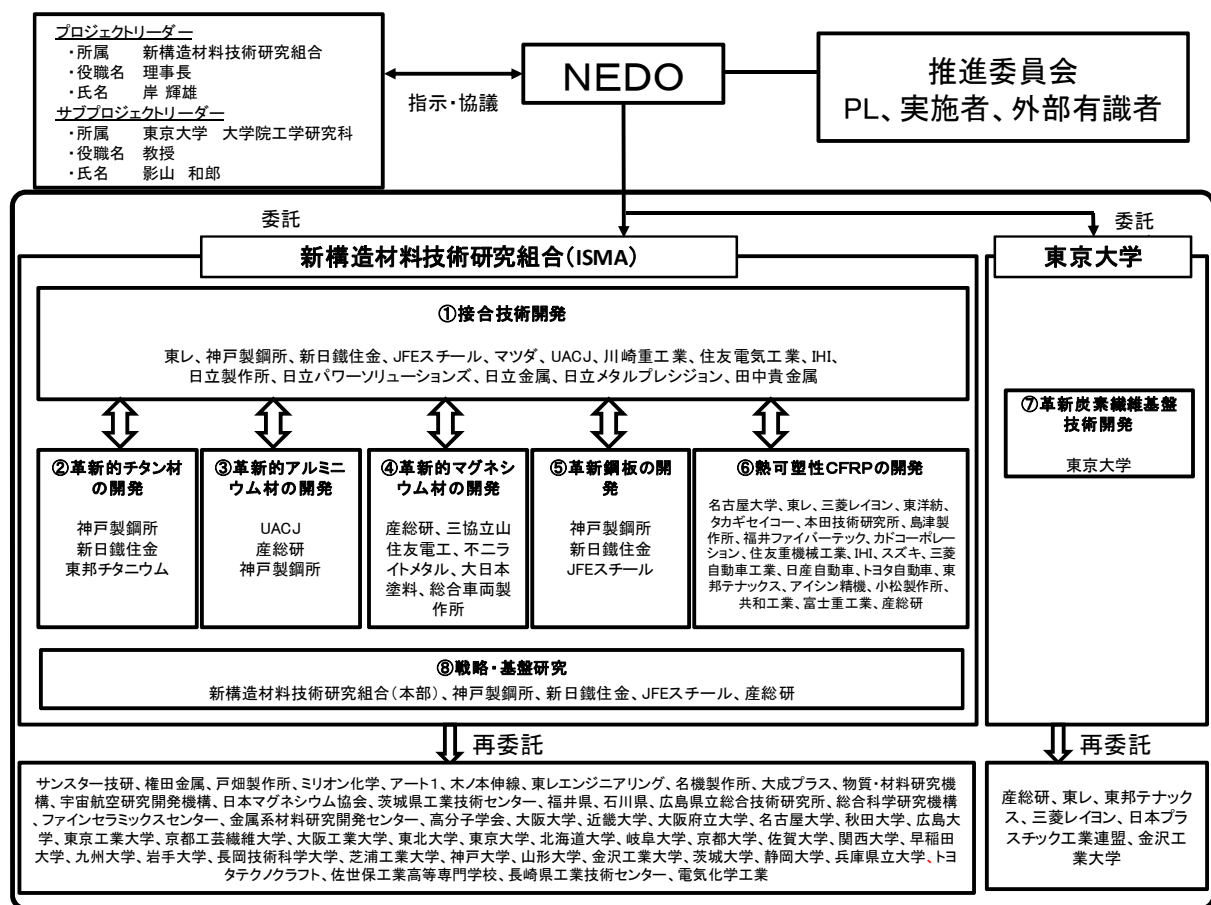 プロジェクトリーダー
・所属　新構造材料技術研究組合
・役職名　理事長
・氏名　岸 輝雄
サブプロジェクトリーダー
・所属　東京大学　大学院工学研究科
・役職名　教授
・氏名　影山　和郎
指示・協議
NEDO
推進委員会
PL、実施者、外部有識者
委託
委託
新構造材料技術研究組合（ISMA）
東京大学
①接合技術開発
東レ、神戸製鋼所、新日鐵住金、JFEスチール、マツダ、UACJ、川崎重工業、住友電気工業、IHI、
日立製作所、日立パワーソリューションズ、日立金属、日立メタルプレシジョン、田中貴金属
②革新的チタン材
の開発
神戸製鋼所
新日鐵住金
東邦チタニウム
③革新的アルミニ
ウム材の開発
UACJ
産総研
神戸製鋼所
④革新的マグネシ
ウム材の開発
産総研、三協立山
住友電工、不二ラ
イトメタル、大日本
塗料、総合車両製
作所
⑤革新鋼板の開
発
神戸製鋼所
新日鐵住金
JFEスチール
⑥熱可塑性CFRPの開発
名古屋大学、東レ、三菱レイヨン、東洋紡、
タカギセイコー、本田技術研究所、島津製
作所、福井ファイバーテック、カドコーポレー
ション、住友重機械工業、IHI、スズキ、三菱
自動車工業、日産自動車、トヨタ自動車、東
邦テナックス、アイシン精機、小松製作所、
共和工業、富士重工業、産総研
⑦革新炭素繊維基盤
技術開発
東京大学
⑧戦略・基盤研究
新構造材料技術研究組合（本部）、神戸製鋼所、新日鐵住金、JFEスチール、産総研
再委託
再委託
サンスター技研、権田金属、戸畑製作所、ミリオン化学、アート1、木ノ本伸線、東レエンジニアリング、名機製作所、大成プラス、物質・材料研究機
構、宇宙航空研究開発機構、日本マグネシウム協会、茨城県工業技術センター、福井県、石川県、広島県立総合技術研究所、総合科学研究機構
、ファインセラミックスセンター、金属系材料研究開発センター、高分子学会、大阪大学、近畿大学、大阪府立大学、名古屋大学、秋田大学、広島大
学、東京工業大学、京都工芸繊維大学、大阪工業大学、東北大学、東京大学、北海道大学、岐阜大学、京都大学、佐賀大学、関西大学、早稲田
大学、九州大学、岩手大学、長岡技術科学大学、芝浦工業大学、神戸大学、山形大学、金沢工業大学、茨城大学、静岡大学、兵庫県立大学、トヨ
タテクノクラフト、佐世保工業高等専門学校、長崎県工業技術センター、電気化学工業
産総研、東レ、東邦テナック
ス、三菱レイヨン、日本プラ
スチック工業連盟、金沢工
業大学